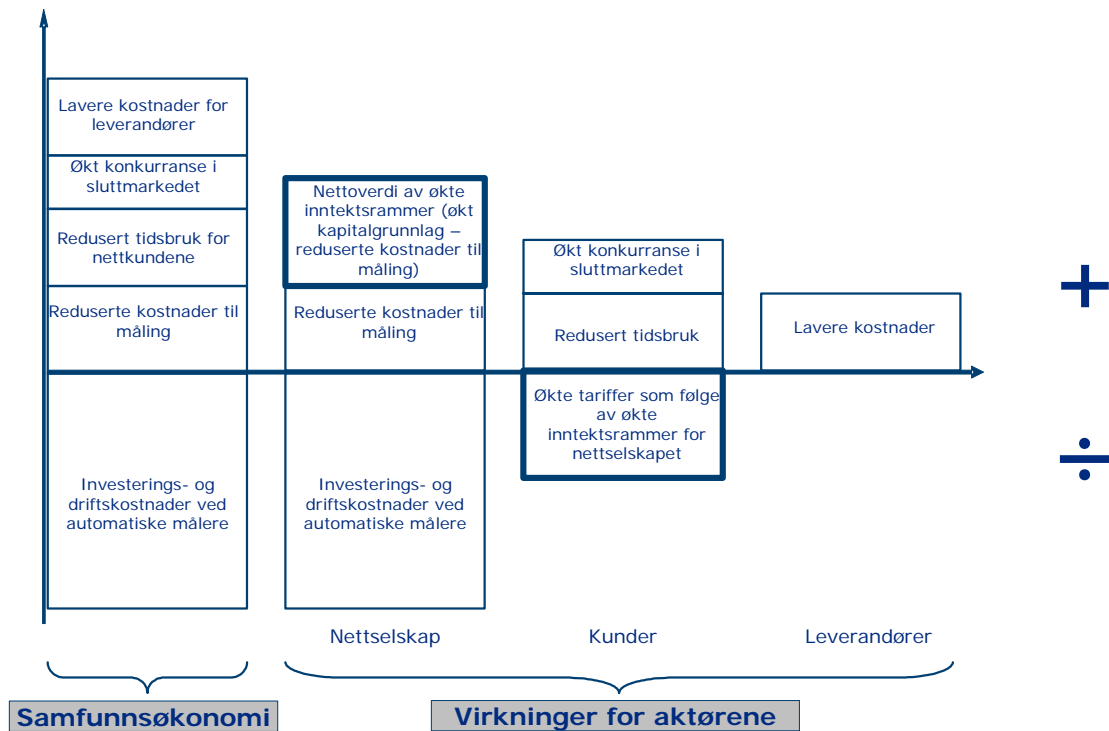 Lavere kostnader for
leverandører
Økt konkurranse i
sluttmarkedet
Redusert tidsbruk for
nettkundene
Reduserte kostnader til
måling
Investerings- og
driftskostnader ved
automatiske målere
Nettoverdi av økte
inntektsrammer (økt
kapitalgrunnlag –
reduserte kostnader til
måling)
Reduserte kostnader til
måling
Investerings- og
driftskostnader ved
automatiske målere
Økt konkurranse i
sluttmarkedet
Redusert tidsbruk
Økte tariffer som følge
av økte
inntektsrammer for
nettselskapet
Lavere kostnader
+
÷
Nettselskap
Kunder
Leverandører
Samfunnsøkonomi
Virkninger for aktørene